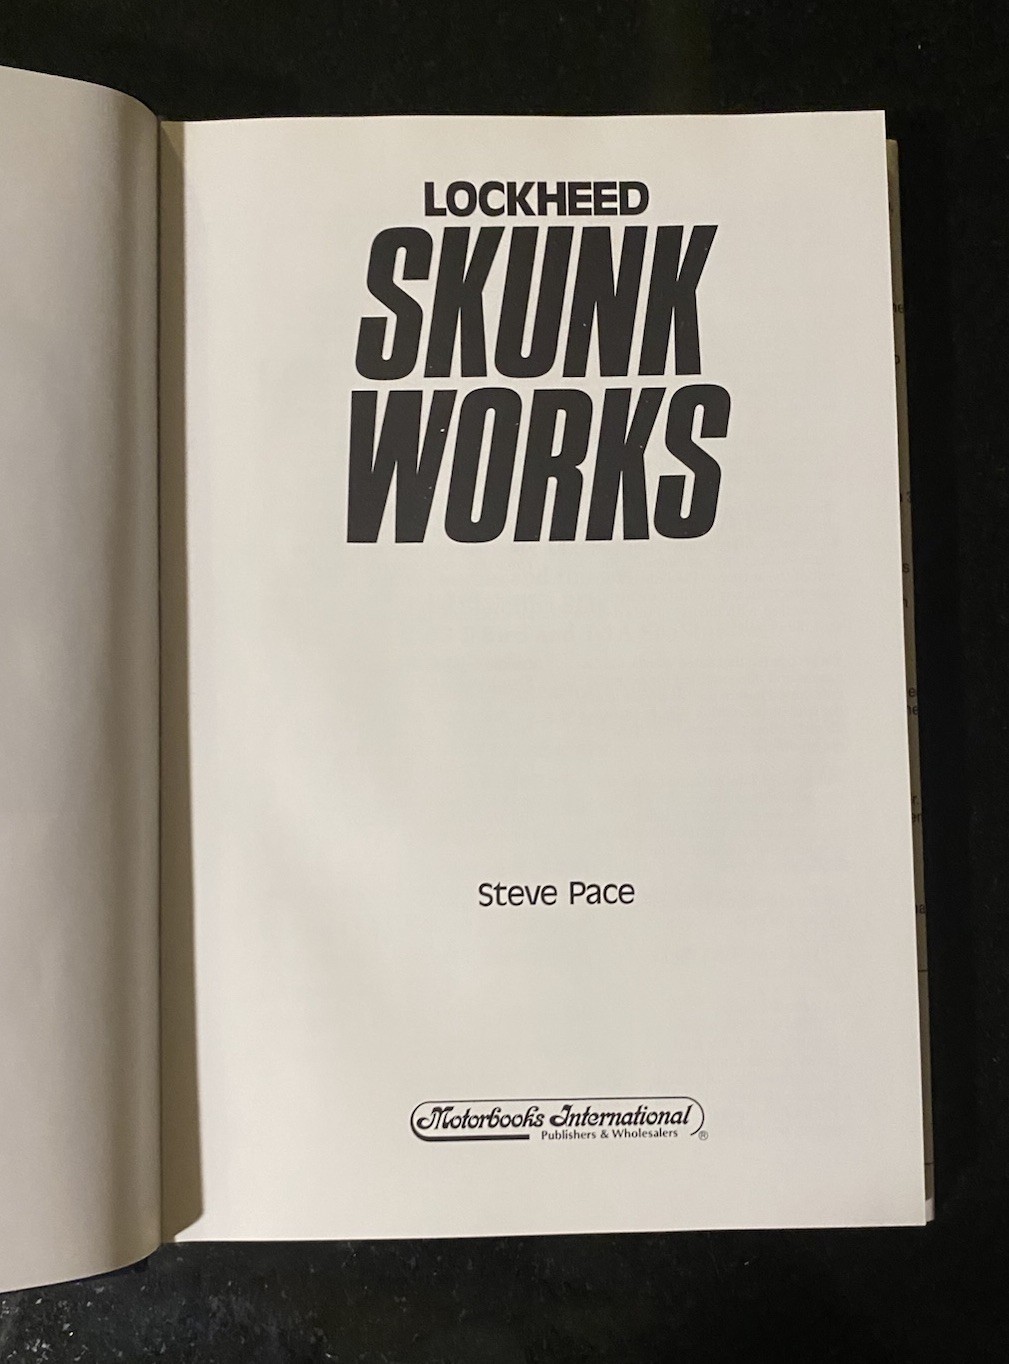 LOCKHEED
SKUNK
WORKS
Steve Pace
Motorbooks International
Publishers & Wholesalers ®